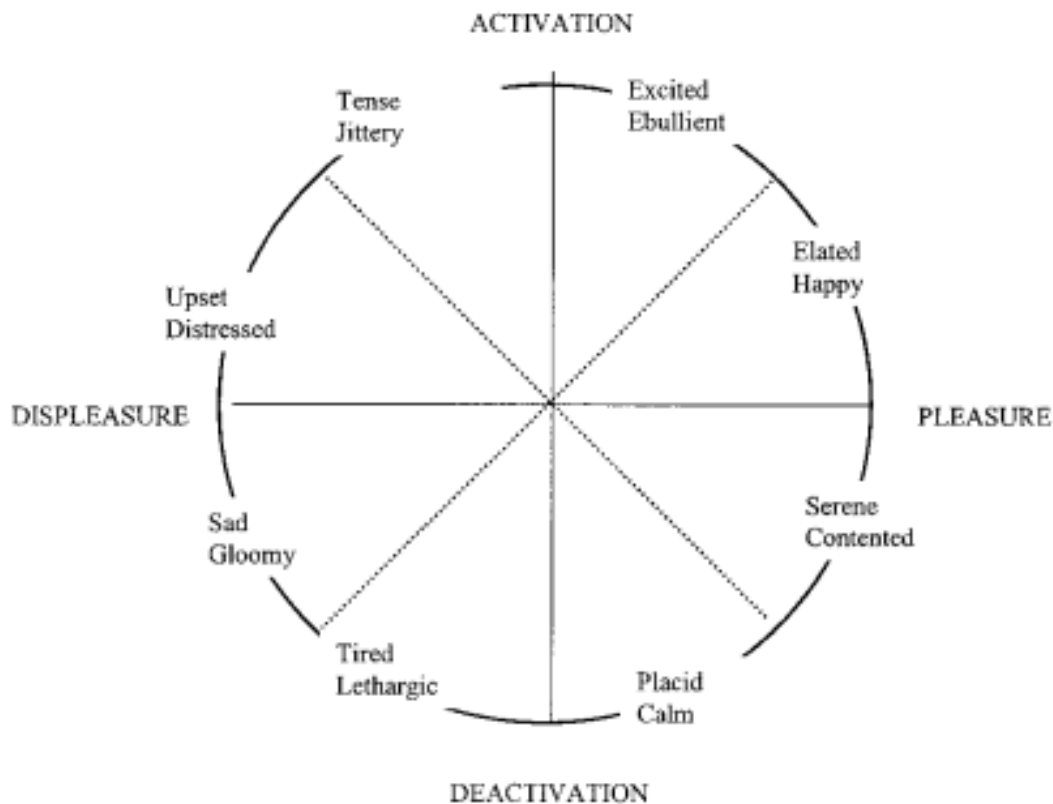 ACTIVATION
Tense
Jittery
Excited
Ebullient
Elated
Happy
Upset
Distressed
DISPLEASURE
PLEASURE
Serene
Contented
Sad
Gloomy
Tired
Lethargic
Placid
Calm
DEACTIVATION